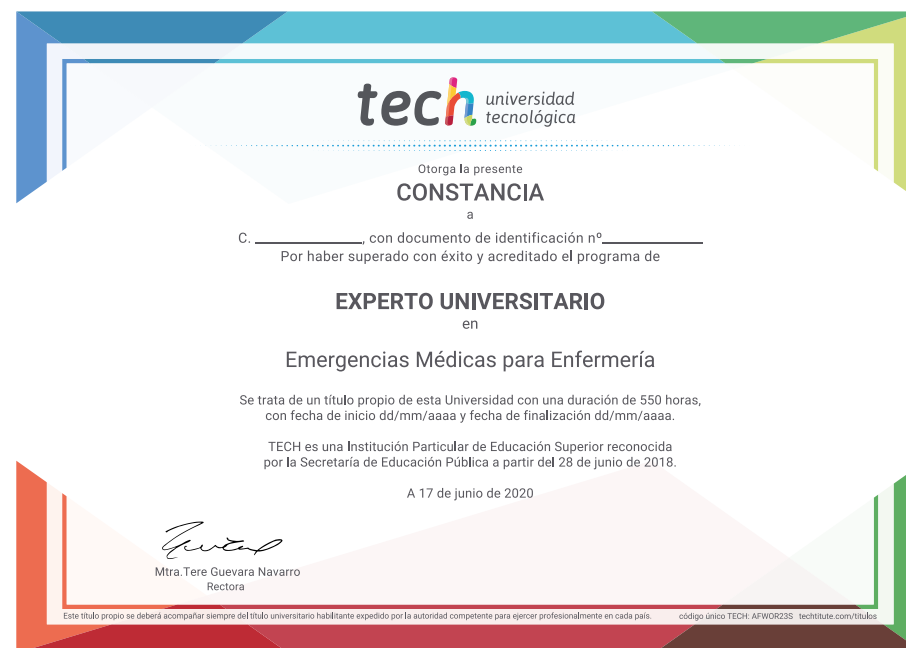 tech universidad
tecnológica
Otorga la presente
CONSTANCIA
a
C. ______________, con documento de identificación nº_____________
Por haber superado con éxito y acreditado el programa de
EXPERTO UNIVERSITARIO
en
Emergencias Médicas para Enfermería
Se trata de un título propio de esta Universidad con una duración de 550 horas,
con fecha de inicio dd/mm/aaaa y fecha de finalización dd/mm/aaaa.
TECH es una Institución Particular de Educación Superior reconocida
por la Secretaría de Educación Pública a partir del 28 de junio de 2018.
A 17 de junio de 2020
Mtra.Tere Guevara Navarro
Rectora
Este título propio se deberá acompañar siempre del título universitario habilitante expedido por la autoridad competente para ejercer profesionalmente en cada país. código único TECH: AFWOR23S techtitute.com/títulos